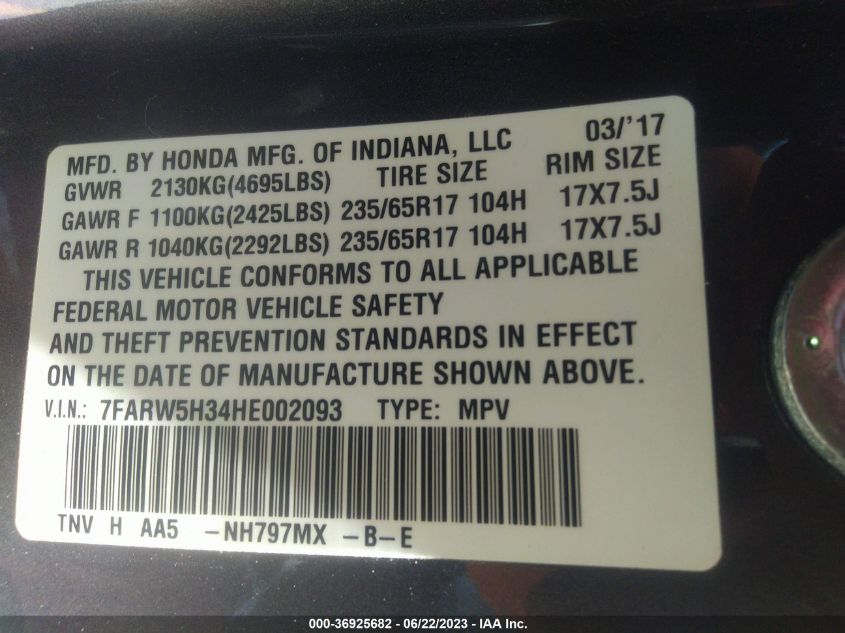 MFD. BY HONDA MFG. OF INDIANA, LLC 03/'17
GVWR 2130KG(4695LBS) TIRE SIZE RIM SIZE
GAWR F 1100KG(2425LBS) 235/65R17 104H 17X7.5J
GAWR R 1040KG(2292LBS) 235/65R17 104H 17X7.5J
THIS VEHICLE CONFORMS TO ALL APPLICABLE
FEDERAL MOTOR VEHICLE SAFETY
AND THEFT PREVENTION STANDARDS IN EFFECT
ON THE DATE OF MANUFACTURE SHOWN ABOVE.
V.I.N.: 7FARW5H34HE002093 TYPE: MPV
TNV H AA5 -NH797MX -B-E
000-36925682 - 06/22/2023 - IAA Inc.